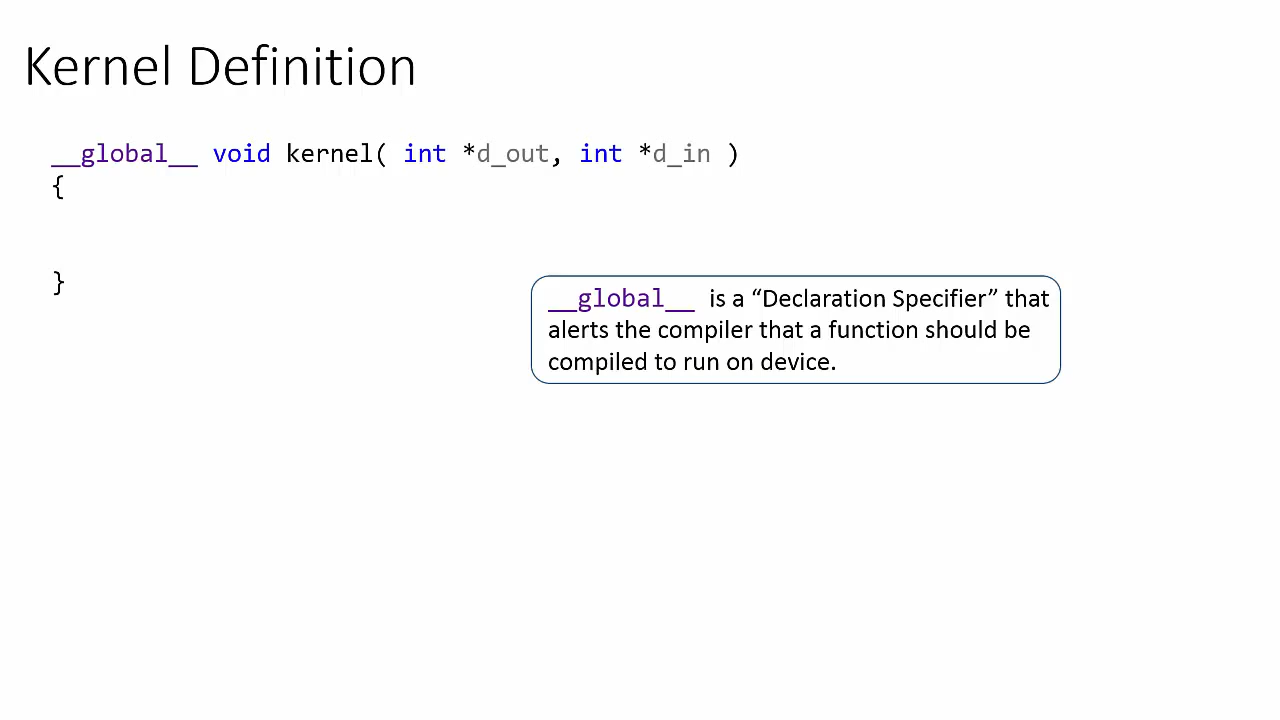 Kernel Definition
__global__ void kernel( int *d_out, int *d_in )
{
}
__global__ is a “Declaration Specifier” that
alerts the compiler that a function should be
compiled to run on device.